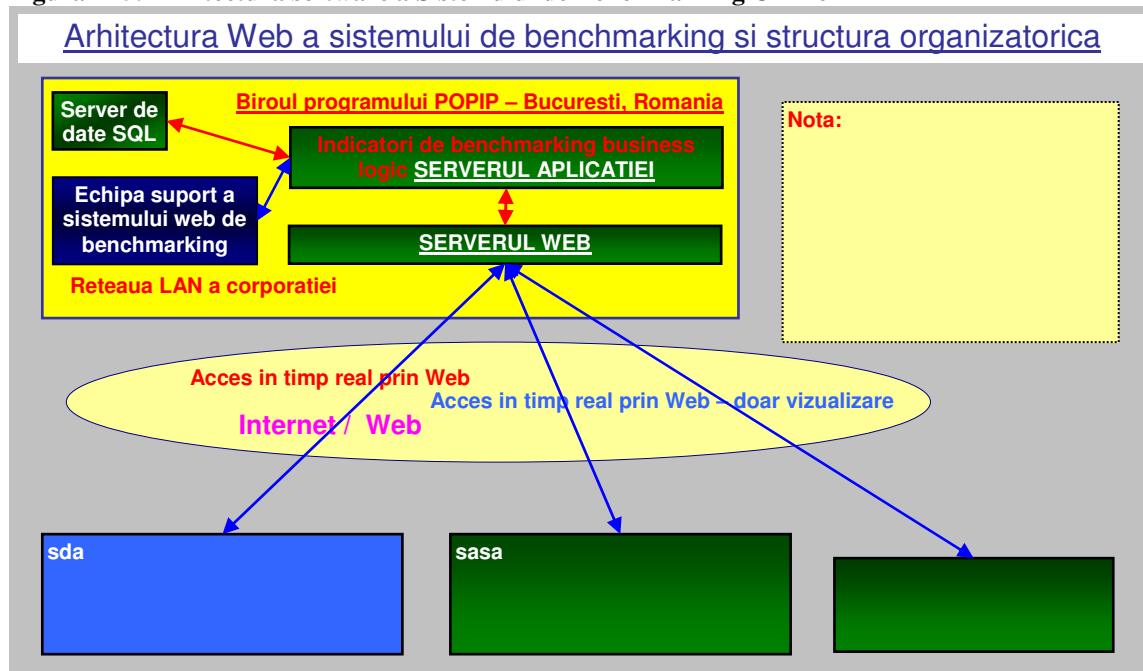 Arhitectura Web a sistemului de benchmarking si structura organizatorica
Server de
date SQL
Biroul programului POPIP – Bucuresti, Romania
Indicatori de benchmarking business
logic SERVERUL APLICATIEI
Echipa suport a
sistemului web de
benchmarking
SERVERUL WEB
Reteaua LAN a corporatiei
Nota:
Acces in timp real prin Web
Acces in timp real prin Web – doar vizualizare
Internet / Web
sda
sasa